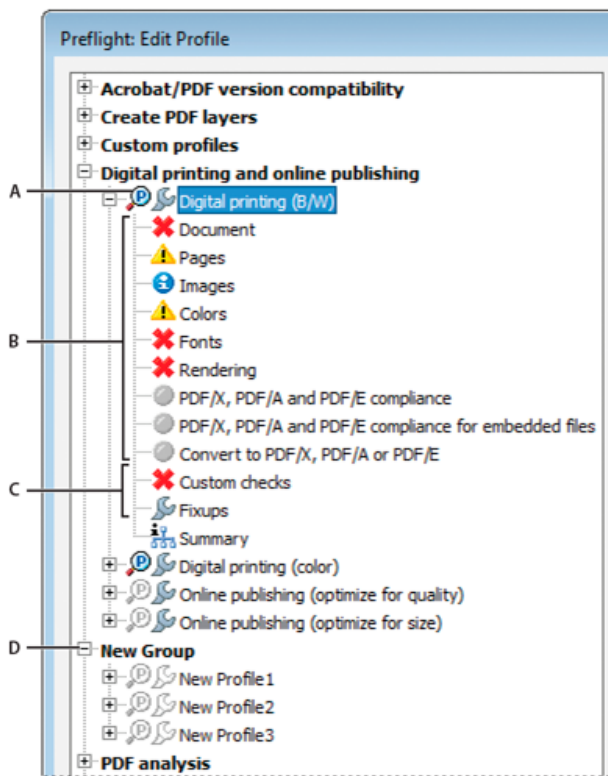 Preflight: Edit Profile
Acrobat/PDF version compatibility
Create PDF layers
Custom profiles
Digital printing and online publishing
A
Digital printing (B/W)
Document
Pages
Images
Colors
B
Fonts
Rendering
PDF/X, PDF/A and PDF/E compliance
PDF/X, PDF/A and PDF/E compliance for embedded files
Convert to PDF/X, PDF/A or PDF/E
C
Custom checks
Fixups
Summary
Digital printing (color)
Online publishing (optimize for quality)
Online publishing (optimize for size)
D
New Group
New Profile1
New Profile2
New Profile3
PDF analysis